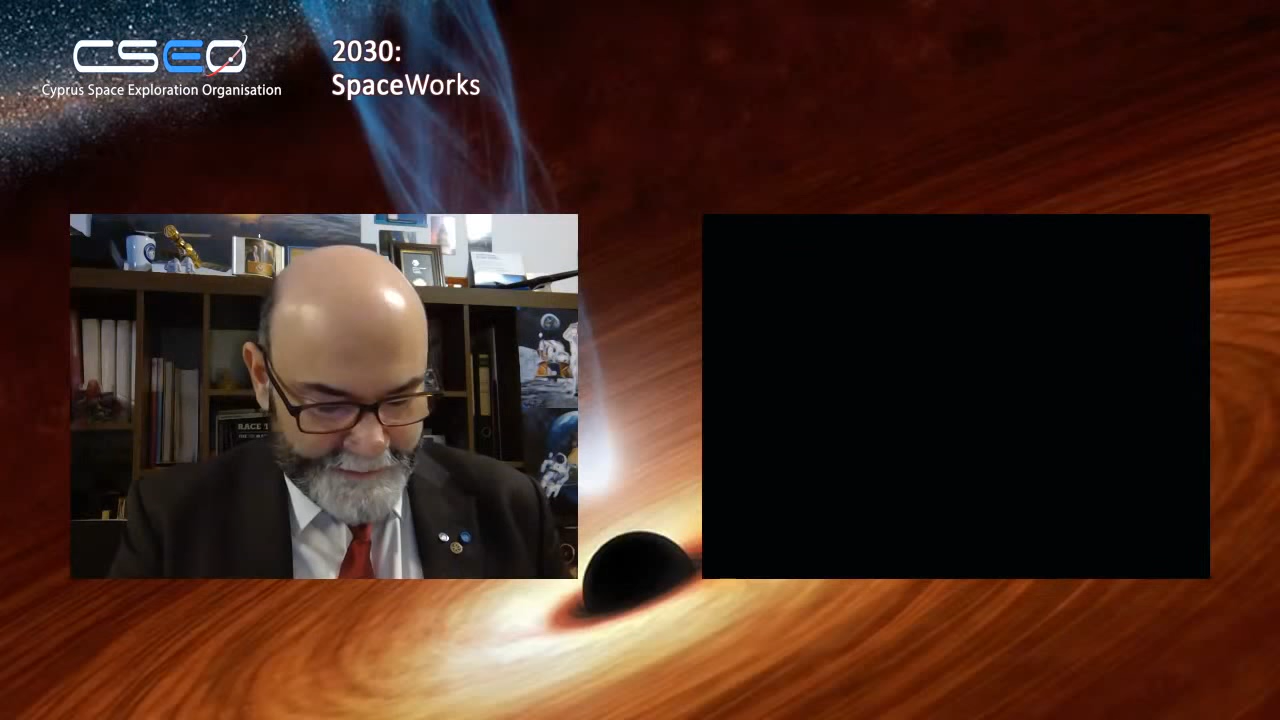 CSEO
Cyprus Space Exploration Organisation
2030:
SpaceWorks
RACE T